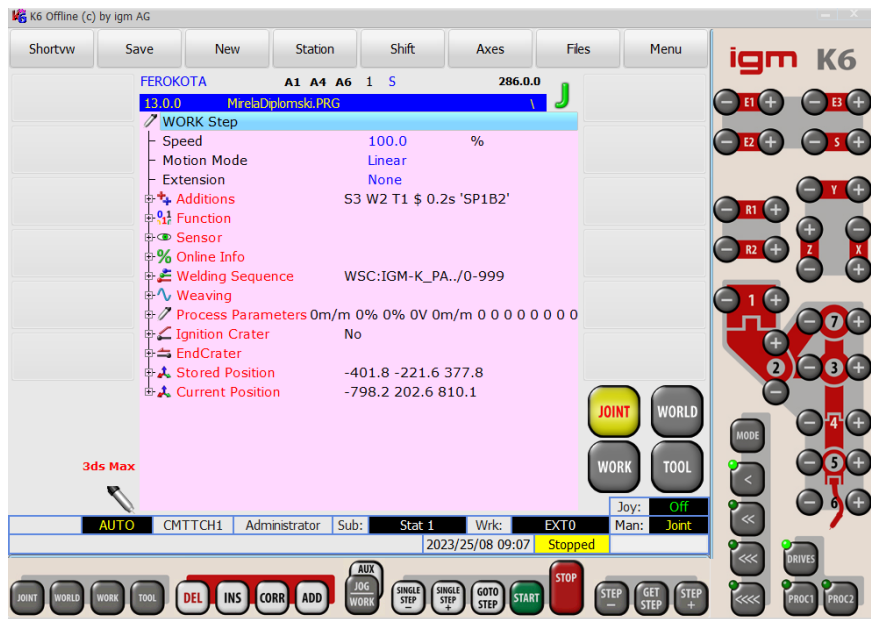 K6 Offline (c) by igm AG
Shortvw Save New Station Shift Axes Files Menu
FEROKOTA A1 A4 A6 1 S 286.0.0
13.0.0 MirelaDiplomski.PRG \
WORK Step
Speed 100.0 %
Motion Mode Linear
Extension None
Additions S3 W2 T1 $ 0.2s 'SP1B2'
Function
Sensor
Online Info
Welding Sequence WSC:IGM-K_PA../0-999
Weaving
Process Parameters 0m/m 0% 0% 0V 0m/m 0 0 0 0 0 0 0
Ignition Crater No
EndCrater
Stored Position -401.8 -221.6 377.8
Current Position -798.2 202.6 810.1
JOINT WORLD
WORK TOOL
3ds Max
Joy: Off
AUTO CMTTCH1 Administrator Sub: Stat 1 Wrk: EXT0 Man: Joint
2023/25/08 09:07 Stopped
JOINT WORLD WORK TOOL DEL INS CORR ADD AUX JOG WORK SINGLE STEP − SINGLE STEP + GOTO STEP START STOP STEP − GET STEP STEP +
igm K6
− E1 + − E3 +
− E2 + − S +
− Y +
− R1 +
− R2 + + Z − − X +
− 1 +
− 7 +
+ 2 − − 3 +
− 4 +
MODE
− 5 +
<
− 6 +
<<
<<< DRIVES
<<<< PROC1 PROC2